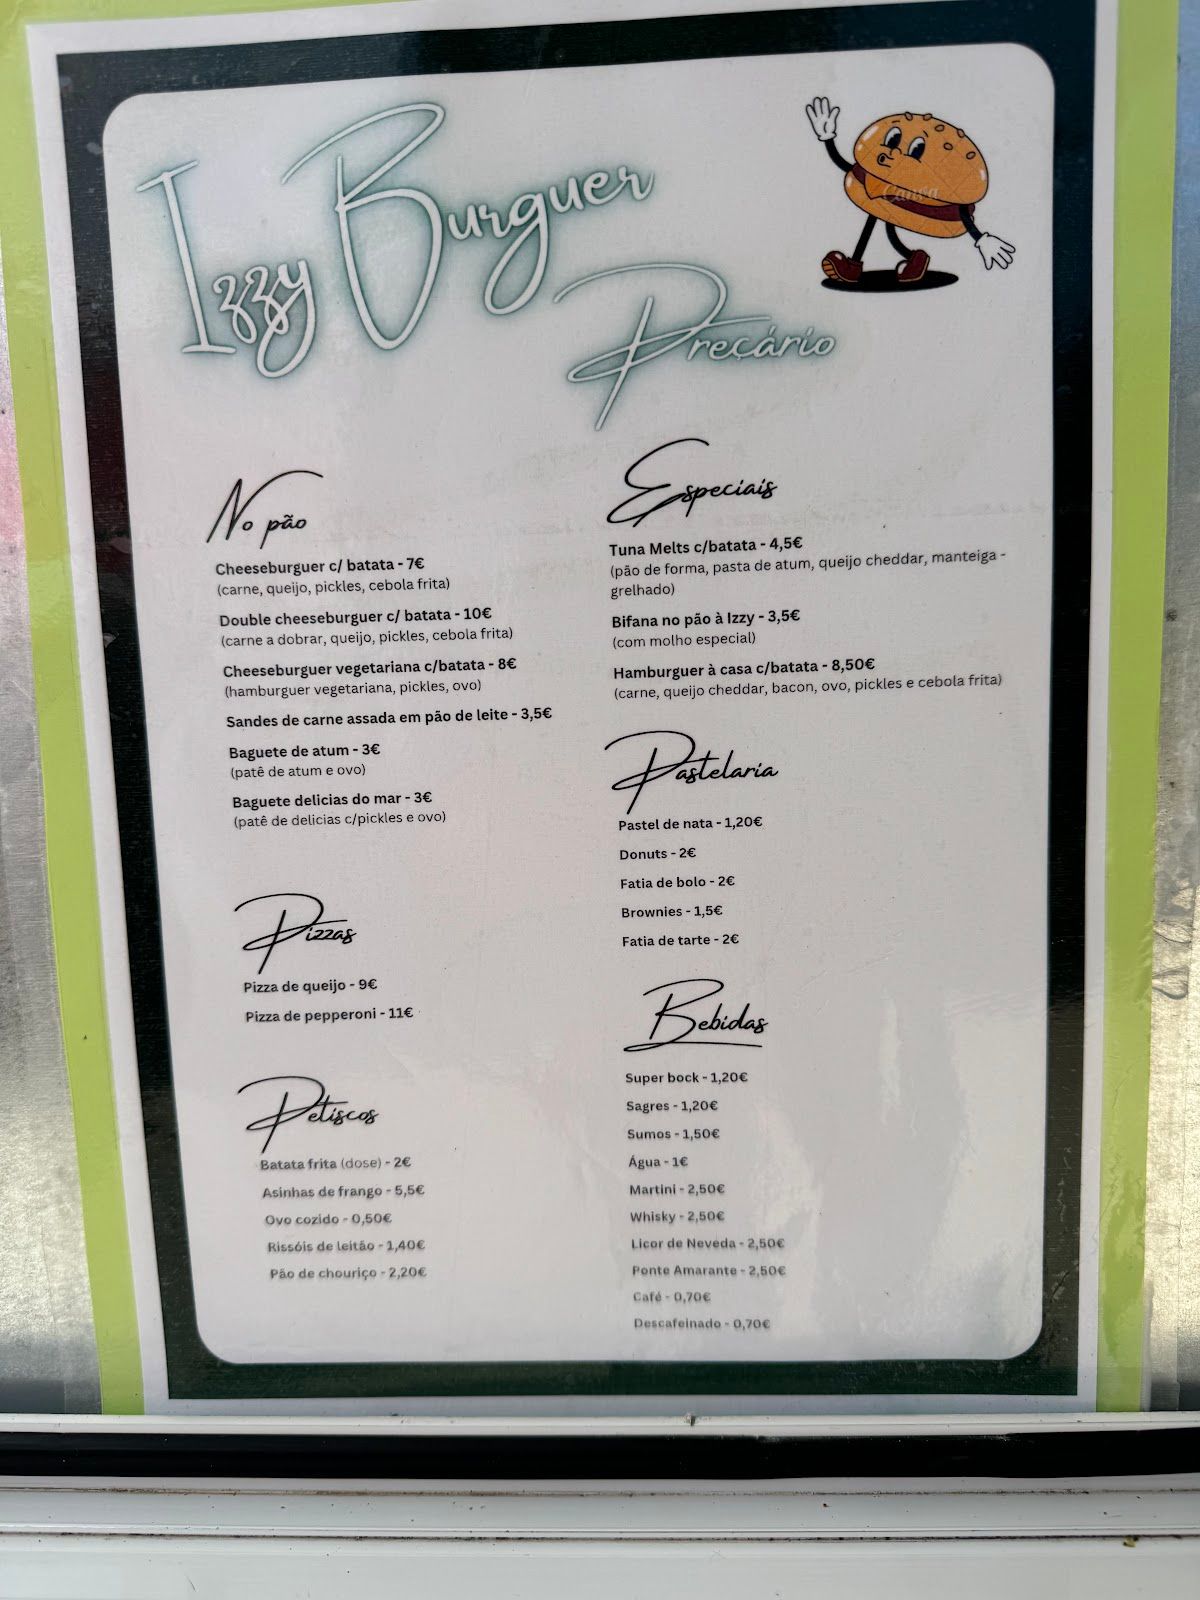 Izzy Burguer
Preçário
Canva
No pão
Cheeseburguer c/ batata - 7€
(carne, queijo, pickles, cebola frita)
Double cheeseburguer c/ batata - 10€
(carne a dobrar, queijo, pickles, cebola frita)
Cheeseburguer vegetariana c/batata - 8€
(hamburguer vegetariana, pickles, ovo)
Sandes de carne assada em pão de leite - 3,5€
Baguete de atum - 3€
(patê de atum e ovo)
Baguete delicias do mar - 3€
(patê de delicias c/pickles e ovo)
Pizzas
Pizza de queijo - 9€
Pizza de pepperoni - 11€
Petiscos
Batata frita (dose) - 2€
Asinhas de frango - 5,5€
Ovo cozido - 0,50€
Rissóis de leitão - 1,40€
Pão de chouriço - 2,20€
Especiais
Tuna Melts c/batata - 4,5€
(pão de forma, pasta de atum, queijo cheddar, manteiga -
grelhado)
Bifana no pão à Izzy - 3,5€
(com molho especial)
Hamburguer à casa c/batata - 8,50€
(carne, queijo cheddar, bacon, ovo, pickles e cebola frita)
Pastelaria
Pastel de nata - 1,20€
Donuts - 2€
Fatia de bolo - 2€
Brownies - 1,5€
Fatia de tarte - 2€
Bebidas
Super bock - 1,20€
Sagres - 1,20€
Sumos - 1,50€
Água - 1€
Martini - 2,50€
Whisky - 2,50€
Licor de Neveda - 2,50€
Ponte Amarante - 2,50€
Café - 0,70€
Descafeinado - 0,70€